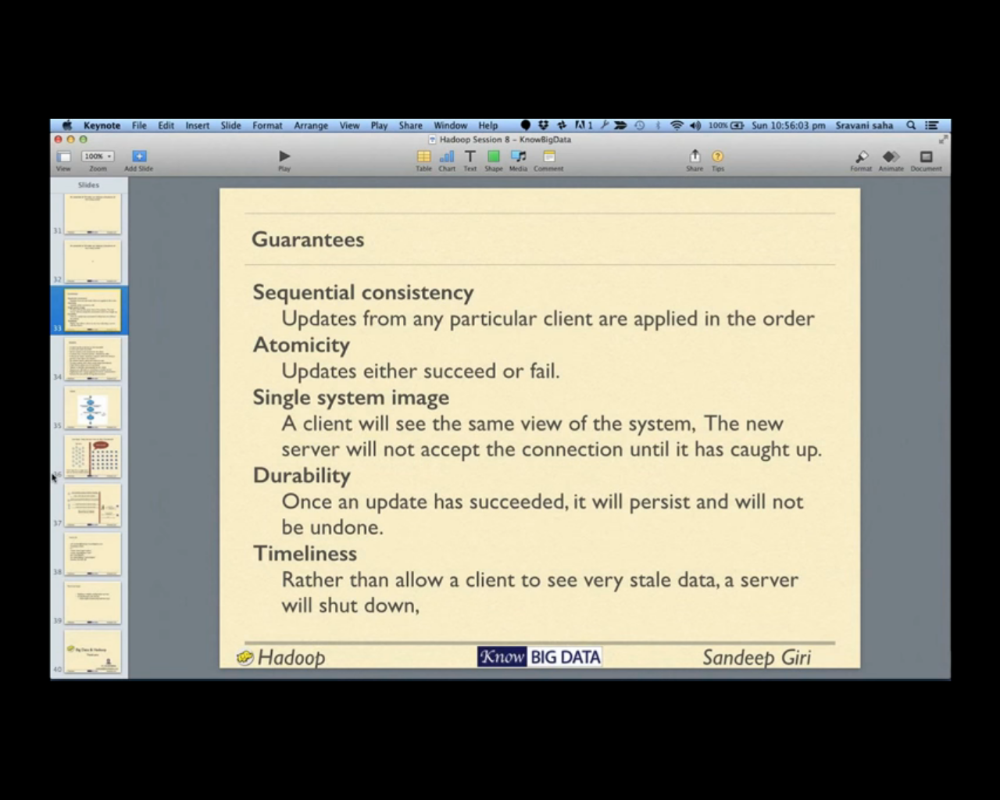 Keynote File Edit Insert Slide Format Arrange View Play Share Window Help 1 100% Sun 10:56:03 pm Sravani saha
Hadoop Session 8 – KnowBigData
100%
View Zoom Add Slide Play Table Chart Text Shape Media Comment Share Tips Format Animate Document
Slides
31
32
33
34
35
36
37
38
39
40
Big Data & Hadoop
Guarantees
Sequential consistency
Updates from any particular client are applied in the order
Atomicity
Updates either succeed or fail.
Single system image
A client will see the same view of the system, The new
server will not accept the connection until it has caught up.
Durability
Once an update has succeeded, it will persist and will not
be undone.
Timeliness
Rather than allow a client to see very stale data, a server
will shut down,
Hadoop Know BIG DATA Sandeep Giri